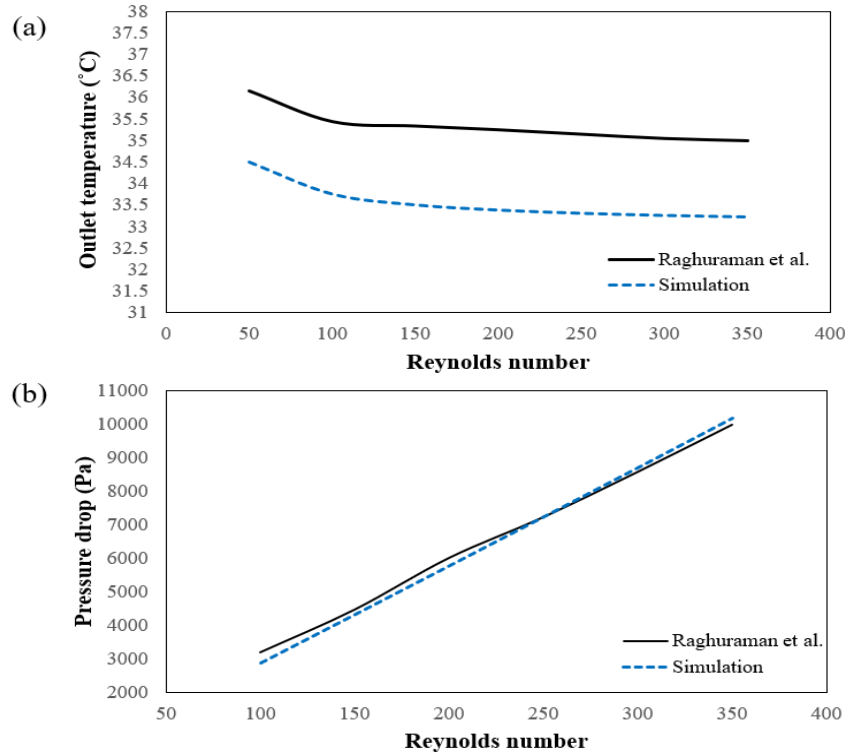 (a)
Outlet temperature (˚C)
38
37.5
37
36.5
36
35.5
35
34.5
34
33.5
33
32.5
32
31.5
31
Raghuraman et al.
Simulation
0 50 100 150 200 250 300 350 400
Reynolds number
(b)
Pressure drop (Pa)
11000
10000
9000
8000
7000
6000
5000
4000
3000
2000
Raghuraman et al.
Simulation
50 100 150 200 250 300 350 400
Reynolds number